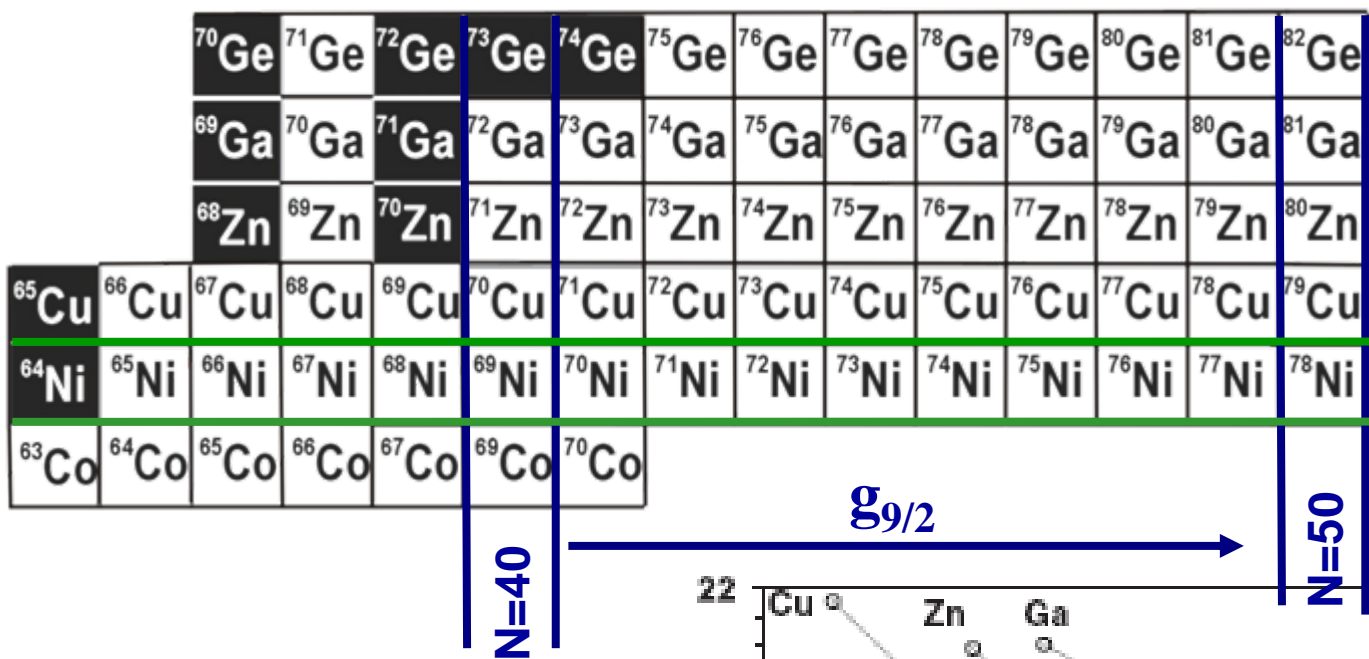 70Ge 71Ge 72Ge 73Ge 74Ge 75Ge 76Ge 77Ge 78Ge 79Ge 80Ge 81Ge 82Ge
69Ga 70Ga 71Ga 72Ga 73Ga 74Ga 75Ga 76Ga 77Ga 78Ga 79Ga 80Ga 81Ga
68Zn 69Zn 70Zn 71Zn 72Zn 73Zn 74Zn 75Zn 76Zn 77Zn 78Zn 79Zn 80Zn
65Cu 66Cu 67Cu 68Cu 69Cu 70Cu 71Cu 72Cu 73Cu 74Cu 75Cu 76Cu 77Cu 78Cu 79Cu
64Ni 65Ni 66Ni 67Ni 68Ni 69Ni 70Ni 71Ni 72Ni 73Ni 74Ni 75Ni 76Ni 77Ni 78Ni
63Co 64Co 65Co 66Co 67Co 69Co 70Co
g9/2
N=40
N=50
22
Cu Zn Ga